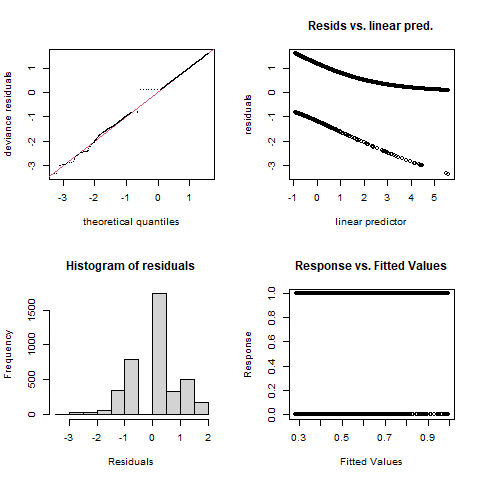 deviance residuals
1
0
-1
-2
-3
-3 -2 -1 0 1
theoretical quantiles
Resids vs. linear pred.
residuals
1
0
-1
-2
-3
-1 0 1 2 3 4 5
linear predictor
Histogram of residuals
Frequency
1500
1000
500
0
-3 -2 -1 0 1 2
Residuals
Response vs. Fitted Values
Response
1.0
0.8
0.6
0.4
0.2
0.0
0.3 0.5 0.7 0.9
Fitted Values